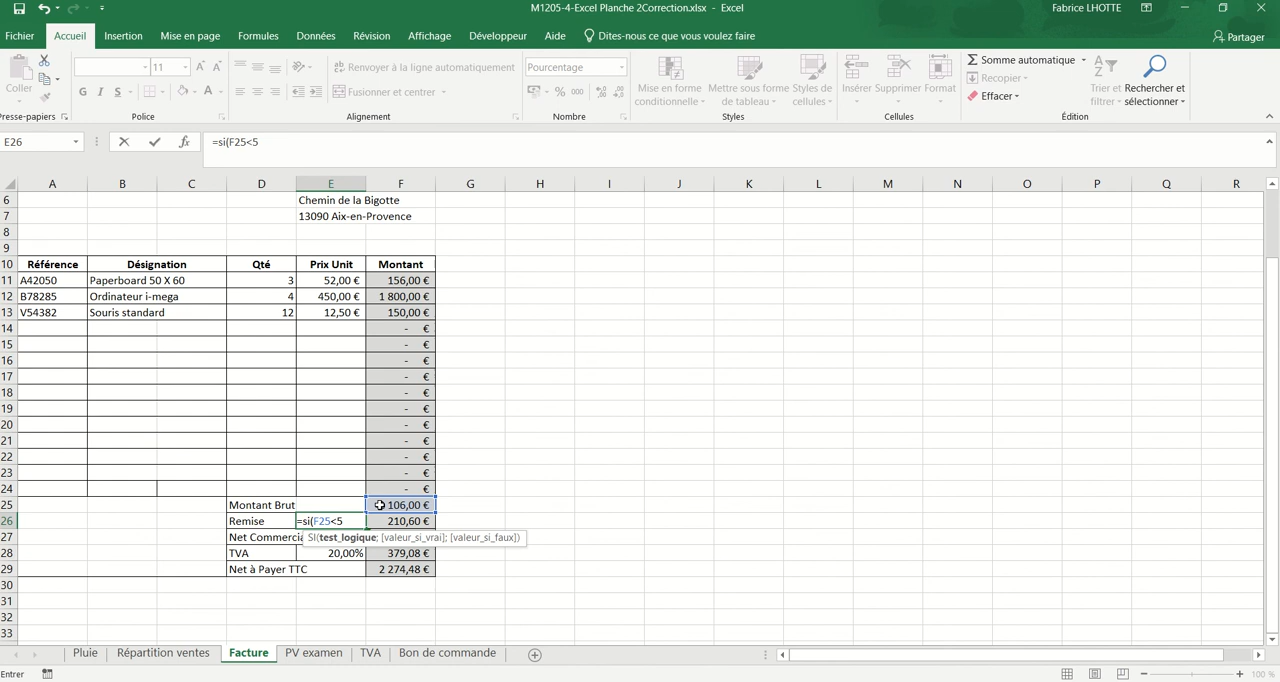 M1205-4-Excel Planche 2Correction.xlsx - Excel
Fabrice LHOTTE
Fichier Accueil Insertion Mise en page Formules Données Révision Affichage Développeur Aide Dites-nous ce que vous voulez faire Partager
Coller
11
Renvoyer à la ligne automatiquement
Fusionner et centrer
G I S
Pourcentage
% 000
Mise en forme conditionnelle
Mettre sous forme de tableau
Styles de cellules
Insérer Supprimer Format
Somme automatique
Recopier
Effacer
Trier et filtrer
Rechercher et sélectionner
Presse-papiers Police Alignement Nombre Styles Cellules Édition
E26 fx =si(F25<5
A B C D E F G H I J K L M N O P Q R
6 Chemin de la Bigotte
7 13090 Aix-en-Provence
8
9
10 Référence Désignation Qté Prix Unit Montant
11 A42050 Paperboard 50 X 60 3 52,00 € 156,00 €
12 B78285 Ordinateur i-mega 4 450,00 € 1 800,00 €
13 V54382 Souris standard 12 12,50 € 150,00 €
14 - €
15 - €
16 - €
17 - €
18 - €
19 - €
20 - €
21 - €
22 - €
23 - €
24 - €
25 Montant Brut 106,00 €
26 Remise =si(F25<5 210,60 €
27 Net Commercia SI(test_logique; [valeur_si_vrai]; [valeur_si_faux])
28 TVA 20,00% 379,08 €
29 Net à Payer TTC 2 274,48 €
30
31
32
33
Pluie Répartition ventes Facture PV examen TVA Bon de commande
Entrer 100 %